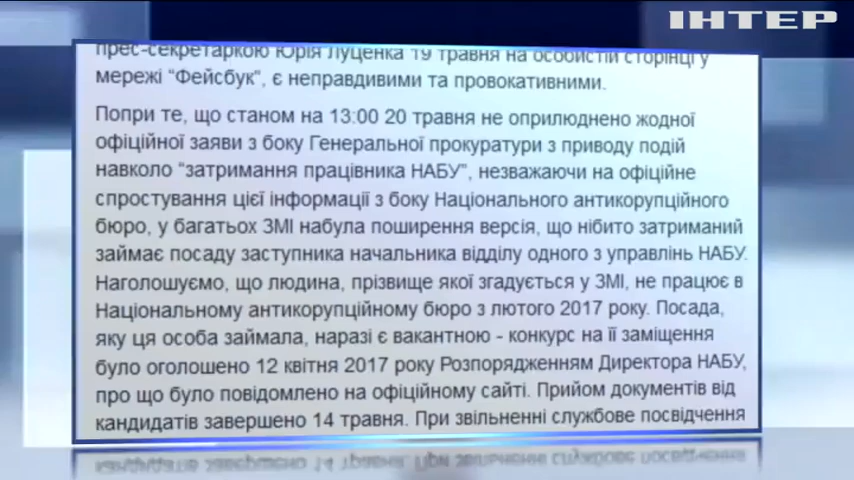 ІНТЕР
прес-секретаркою Юрія Луценка 19 травня на особистій сторінці у
мережі “Фейсбук“, є неправдивими та провокативними.
Попри те, що станом на 13:00 20 травня не оприлюднено жодної
офіційної заяви з боку Генеральної прокуратури з приводу подій
навколо “затримання працівника НАБУ“, незважаючи на офіційне
спростування цієї інформації з боку Національного антикорупційного
бюро, у багатьох ЗМІ набула поширення версія, що нібито затриманий
займає посаду заступника начальника відділу одного з управлінь НАБУ.
Наголошуємо, що людина, прізвище якої згадується у ЗМІ, не працює в
Національному антикорупційному бюро з лютого 2017 року. Посада,
яку ця особа займала, наразі є вакантною - конкурс на її заміщення
було оголошено 12 квітня 2017 року Розпорядженням Директора НАБУ,
про що було повідомлено на офіційному сайті. Прийом документів від
кандидатів завершено 14 травня. При звільненні службове посвідчення